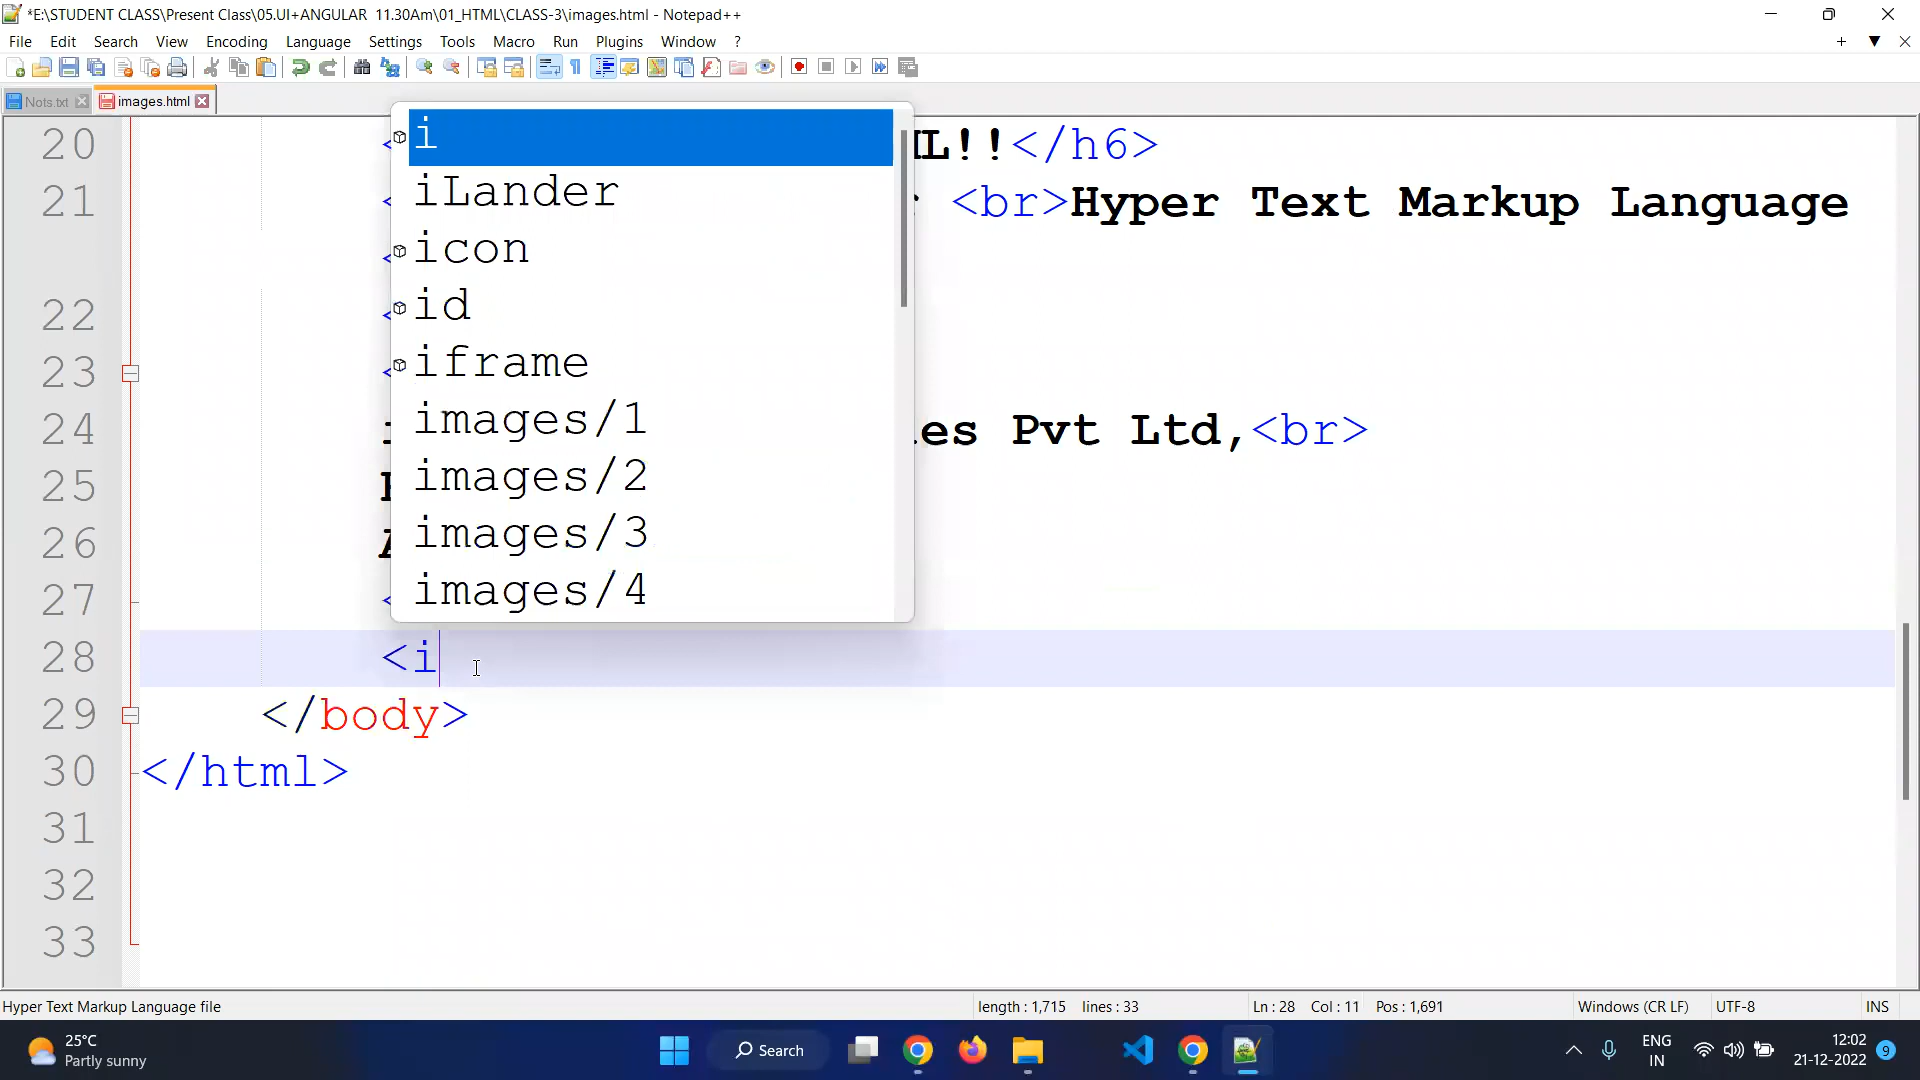 *E:\STUDENT CLASS\Present Class\05.UI+ANGULAR  11.30Am\01_HTML\CLASS-3\images.html - Notepad++
File Edit Search View Encoding Language Settings Tools Macro Run Plugins Window ?
Nots.txt images.html
20 < L!!</h6>
21 < <br>Hyper Text Markup Language
<
22 <
23 <
24 es Pvt Ltd,<br>
25
26
27 <
28 <i
29 </body>
30 </html>
31
32
33
i
iLander
icon
id
iframe
images/1
images/2
images/3
images/4
Hyper Text Markup Language file length : 1,715 lines : 33 Ln : 28 Col : 11 Pos : 1,691 Windows (CR LF) UTF-8 INS
25°C
Partly sunny
Search
ENG
IN
12:02
21-12-2022
9